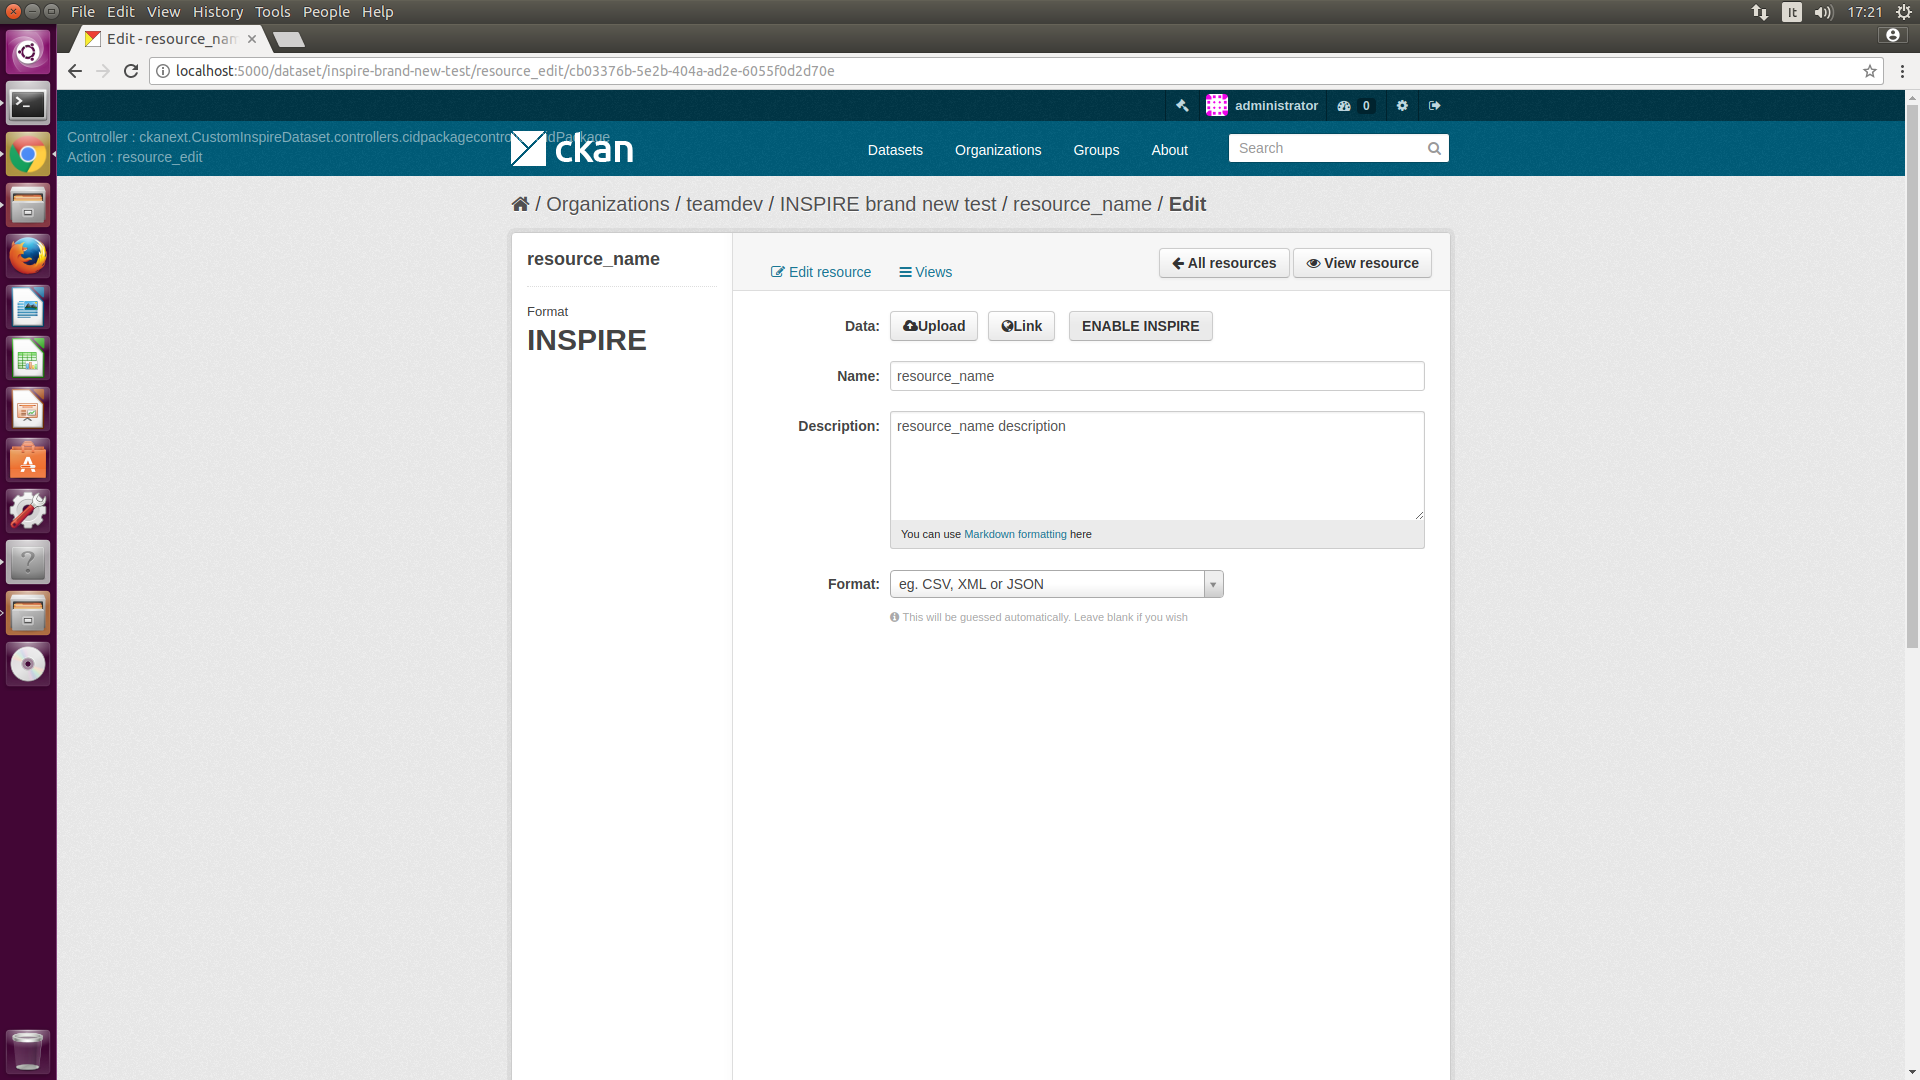 File Edit View History Tools People Help
It 17:21
Edit - resource_nam
localhost:5000/dataset/inspire-brand-new-test/resource_edit/cb03376b-5e2b-404a-ad2e-6055f0d2d70e
administrator 0
Controller : ckanext.CustomInspireDataset.controllers.cidpackagecontro
Action : resource_edit
ckan
Datasets Organizations Groups About Search
/ Organizations / teamdev / INSPIRE brand new test / resource_name / Edit
resource_name
Format
INSPIRE
Edit resource Views All resources View resource
Data: Upload Link ENABLE INSPIRE
Name: resource_name
Description: resource_name description
You can use Markdown formatting here
Format: eg. CSV, XML or JSON
This will be guessed automatically. Leave blank if you wish